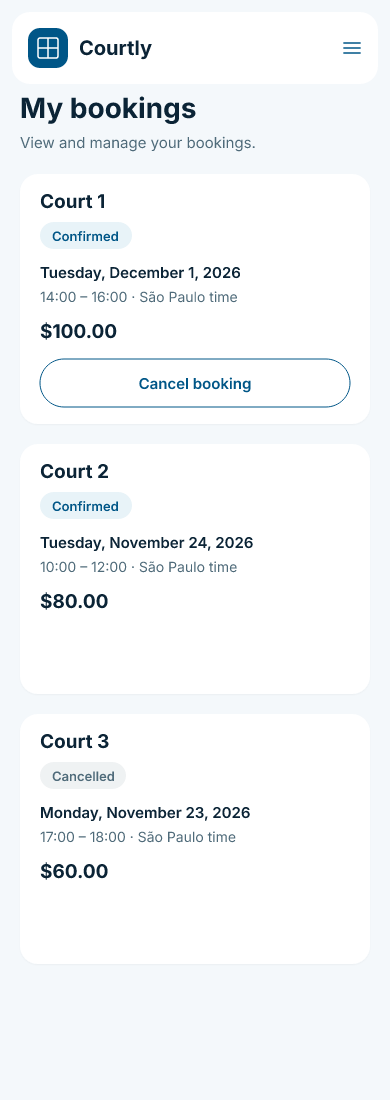 Courtly
My bookings
View and manage your bookings.
Court 1
Confirmed
Tuesday, December 1, 2026
14:00 – 16:00 · São Paulo time
$100.00
Cancel booking
Court 2
Confirmed
Tuesday, November 24, 2026
10:00 – 12:00 · São Paulo time
$80.00
Court 3
Cancelled
Monday, November 23, 2026
17:00 – 18:00 · São Paulo time
$60.00